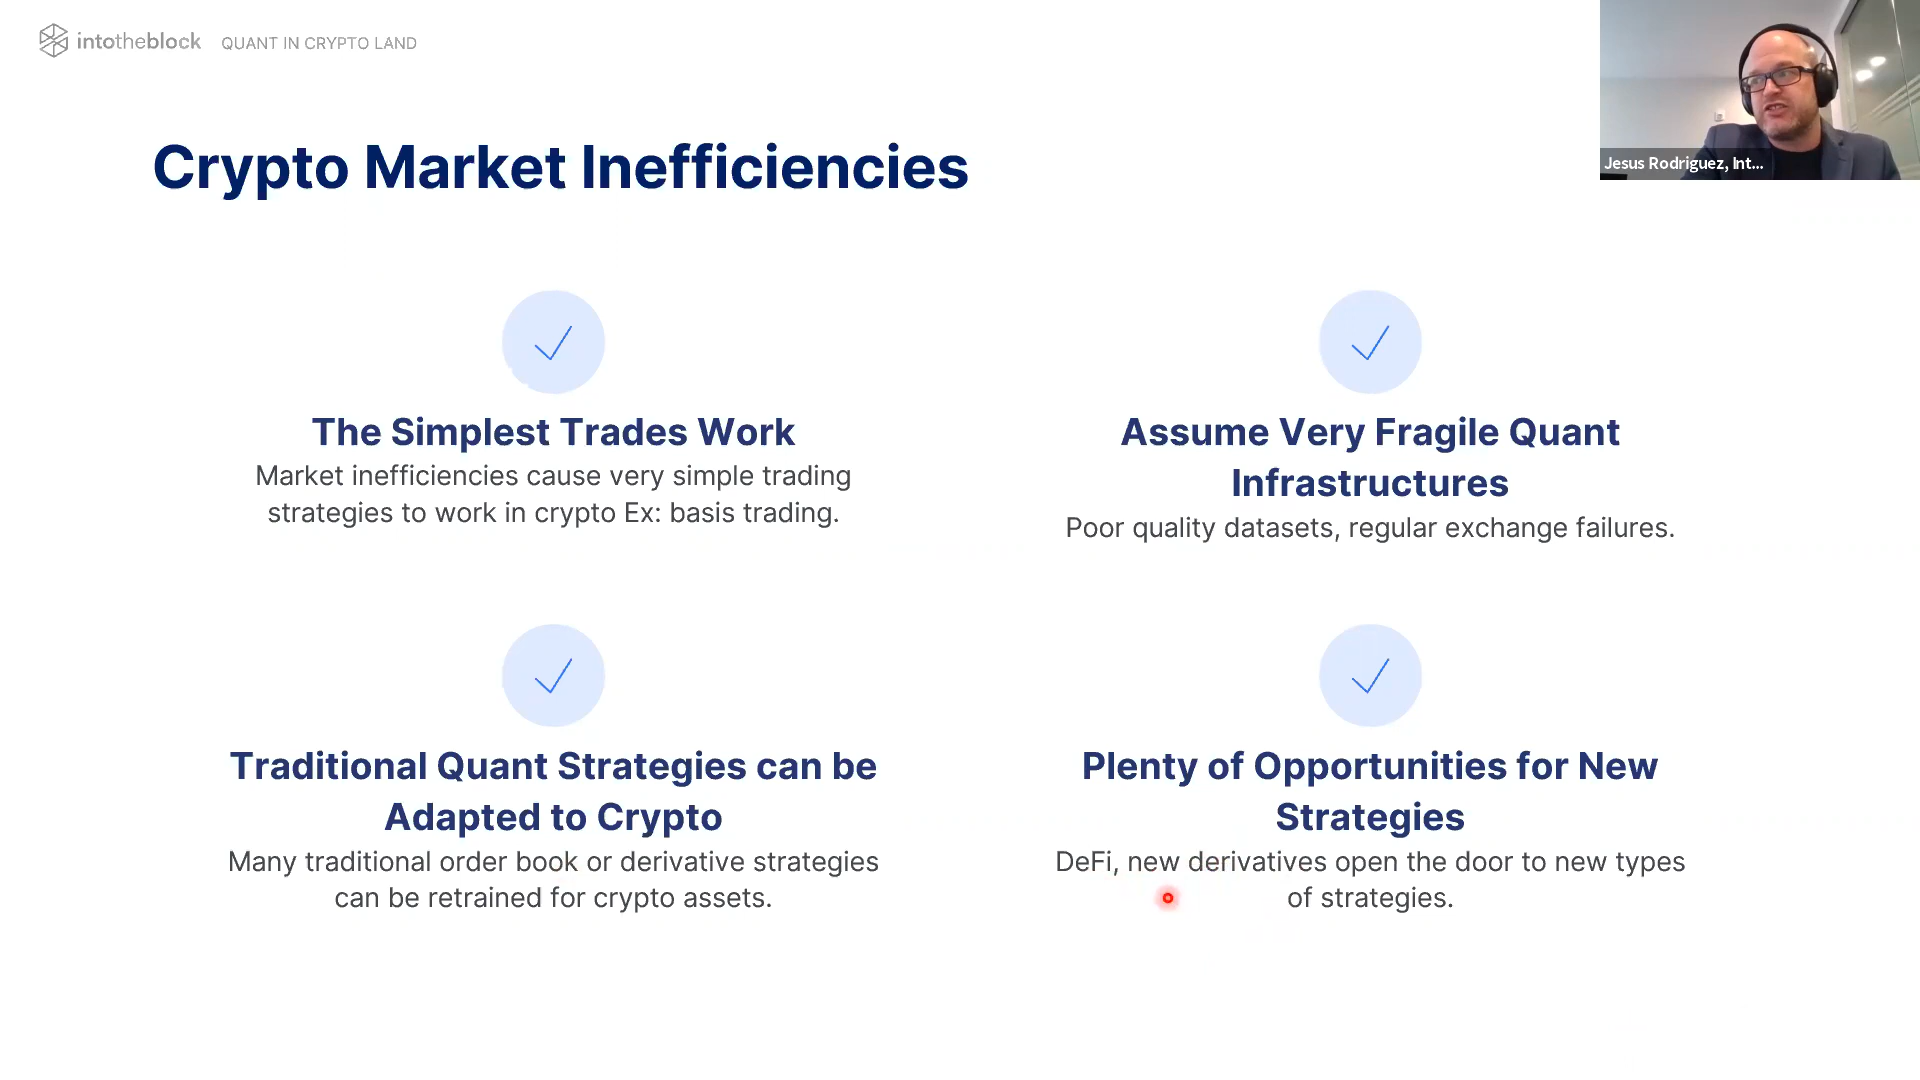 intotheblock QUANT IN CRYPTO LAND
Jesus Rodriguez, Int...
Crypto Market Inefficiencies
The Simplest Trades Work
Market inefficiencies cause very simple trading
strategies to work in crypto Ex: basis trading.
Assume Very Fragile Quant
Infrastructures
Poor quality datasets, regular exchange failures.
Traditional Quant Strategies can be
Adapted to Crypto
Many traditional order book or derivative strategies
can be retrained for crypto assets.
Plenty of Opportunities for New
Strategies
DeFi, new derivatives open the door to new types
of strategies.